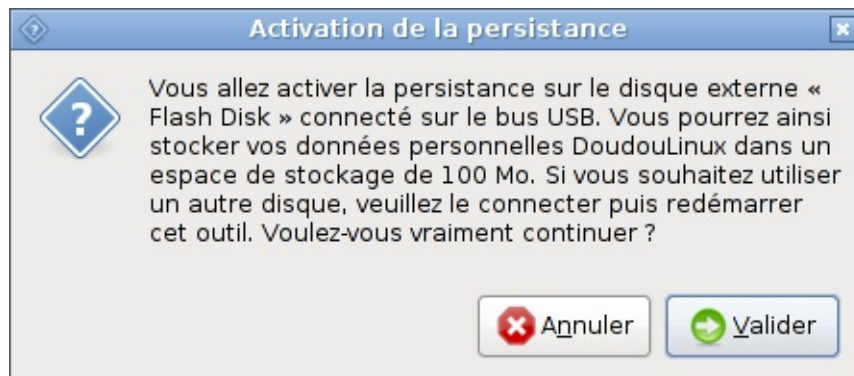 Activation de la persistance
Vous allez activer la persistance sur le disque externe «
Flash Disk » connecté sur le bus USB. Vous pourrez ainsi
stocker vos données personnelles DoudouLinux dans un
espace de stockage de 100 Mo. Si vous souhaitez utiliser
un autre disque, veuillez le connecter puis redémarrer
cet outil. Voulez-vous vraiment continuer ?
Annuler
Valider